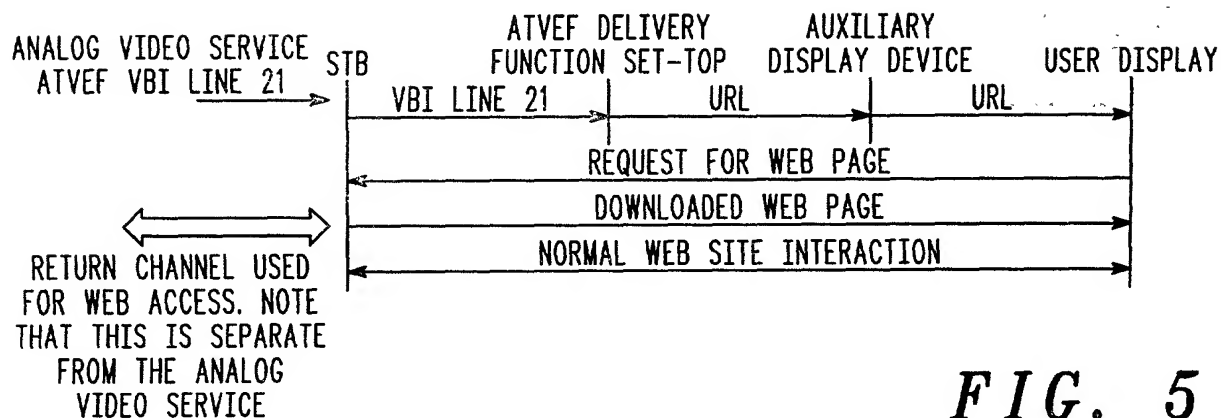 ANALOG VIDEO SERVICE
ATVEF VBI LINE 21
STB
ATVEF DELIVERY
FUNCTION SET-TOP
AUXILIARY
DISPLAY DEVICE
USER DISPLAY
VBI LINE 21
URL
URL
REQUEST FOR WEB PAGE
DOWNLOADED WEB PAGE
NORMAL WEB SITE INTERACTION
RETURN CHANNEL USED
FOR WEB ACCESS. NOTE
THAT THIS IS SEPARATE
FROM THE ANALOG
VIDEO SERVICE
FIG. 5